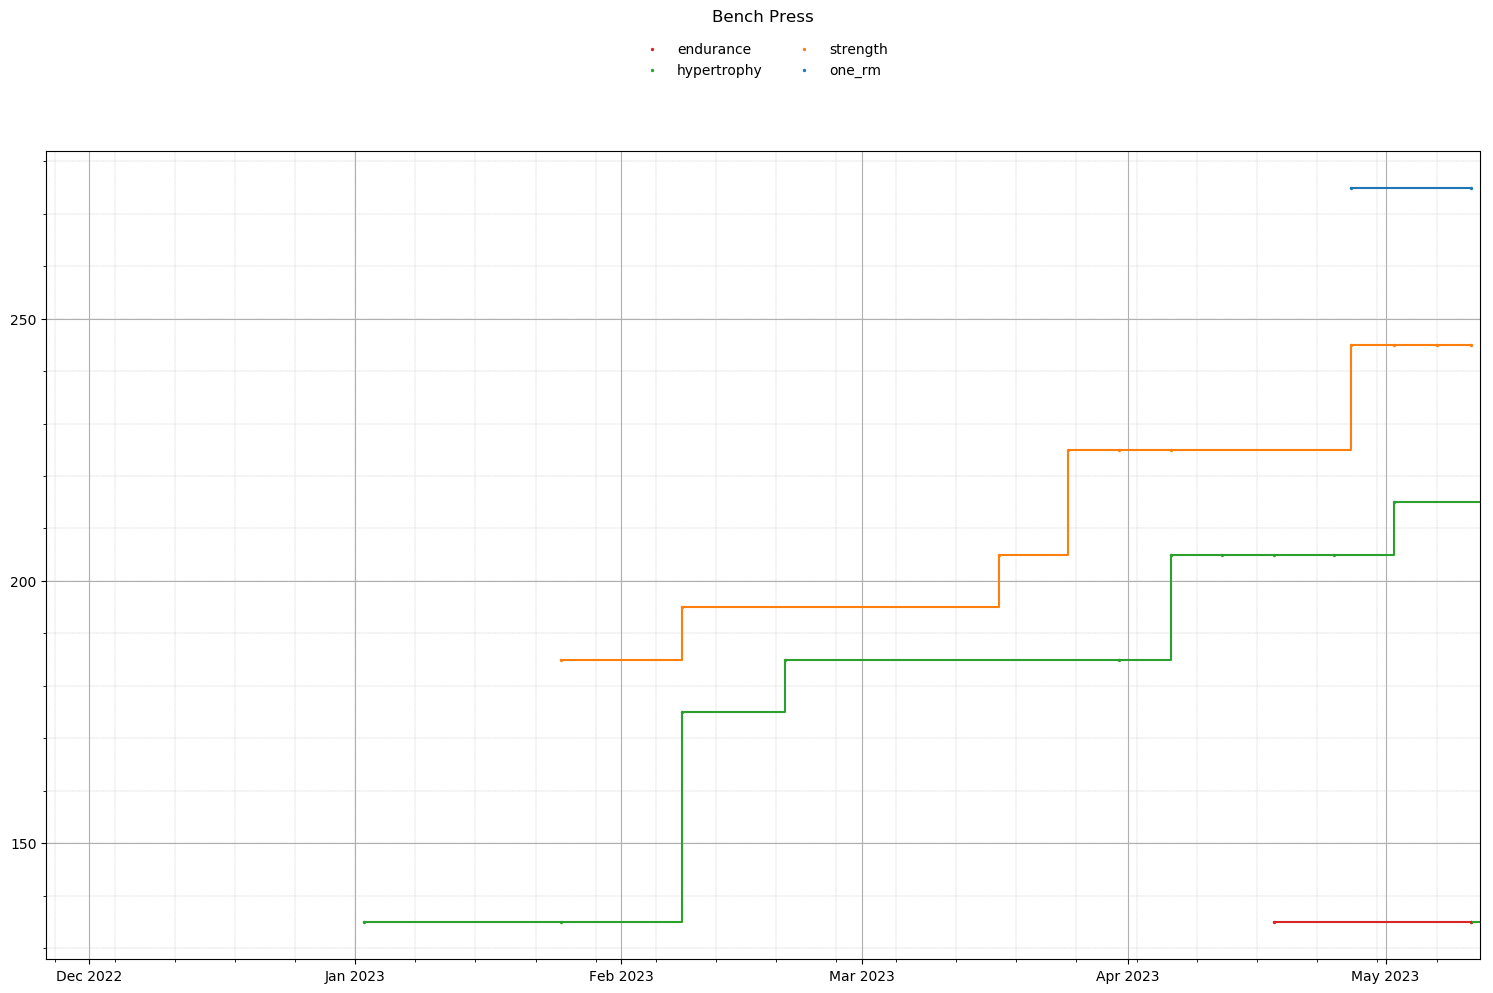 Bench Press
endurance strength
hypertrophy one_rm
250
200
150
Dec 2022 Jan 2023 Feb 2023 Mar 2023 Apr 2023 May 2023